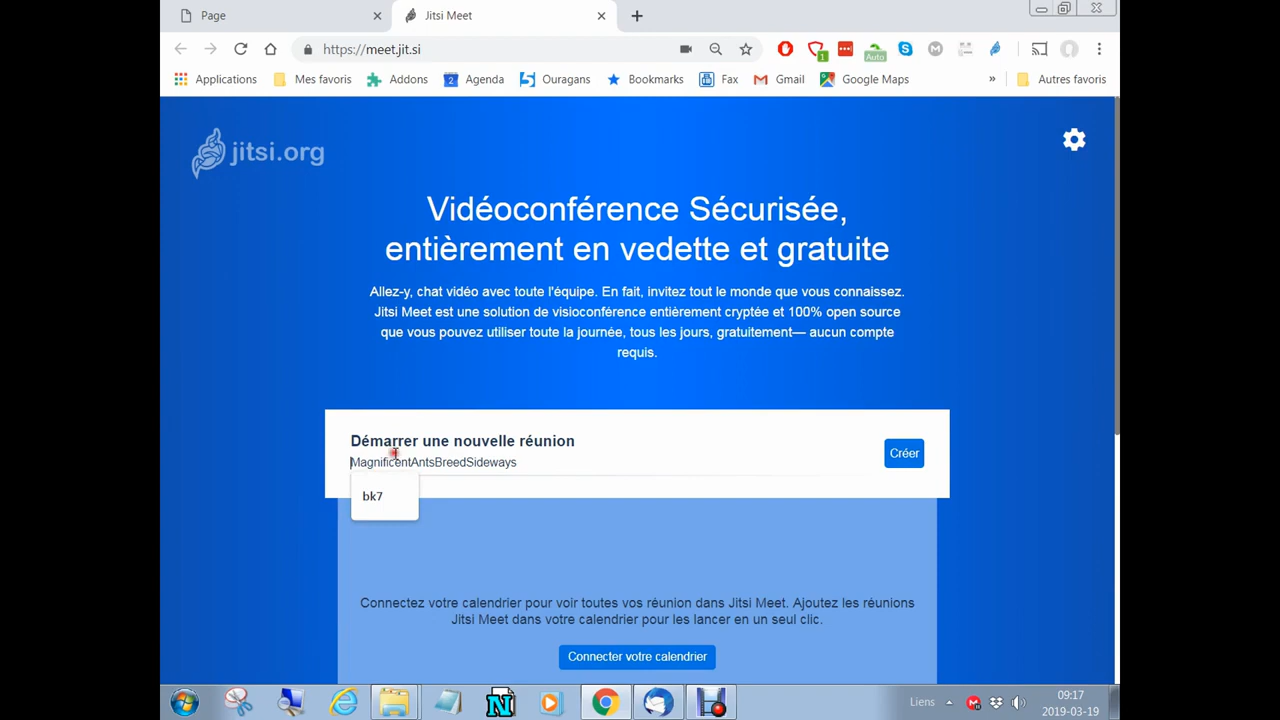 Page
Jitsi Meet
https://meet.jit.si
1
Auto
Applications
Mes favoris
Addons
2
Agenda
Ouragans
Bookmarks
Fax
Gmail
Google Maps
»
Autres favoris
jitsi.org
Vidéoconférence Sécurisée,
entièrement en vedette et gratuite
Allez-y, chat vidéo avec toute l'équipe. En fait, invitez tout le monde que vous connaissez.
Jitsi Meet est une solution de visioconférence entièrement cryptée et 100% open source
que vous pouvez utiliser toute la journée, tous les jours, gratuitement— aucun compte
requis.
Démarrer une nouvelle réunion
MagnificentAntsBreedSideways
Créer
bk7
Connectez votre calendrier pour voir toutes vos réunion dans Jitsi Meet. Ajoutez les réunions
Jitsi Meet dans votre calendrier pour les lancer en un seul clic.
Connecter votre calendrier
Liens
09:17
2019-03-19